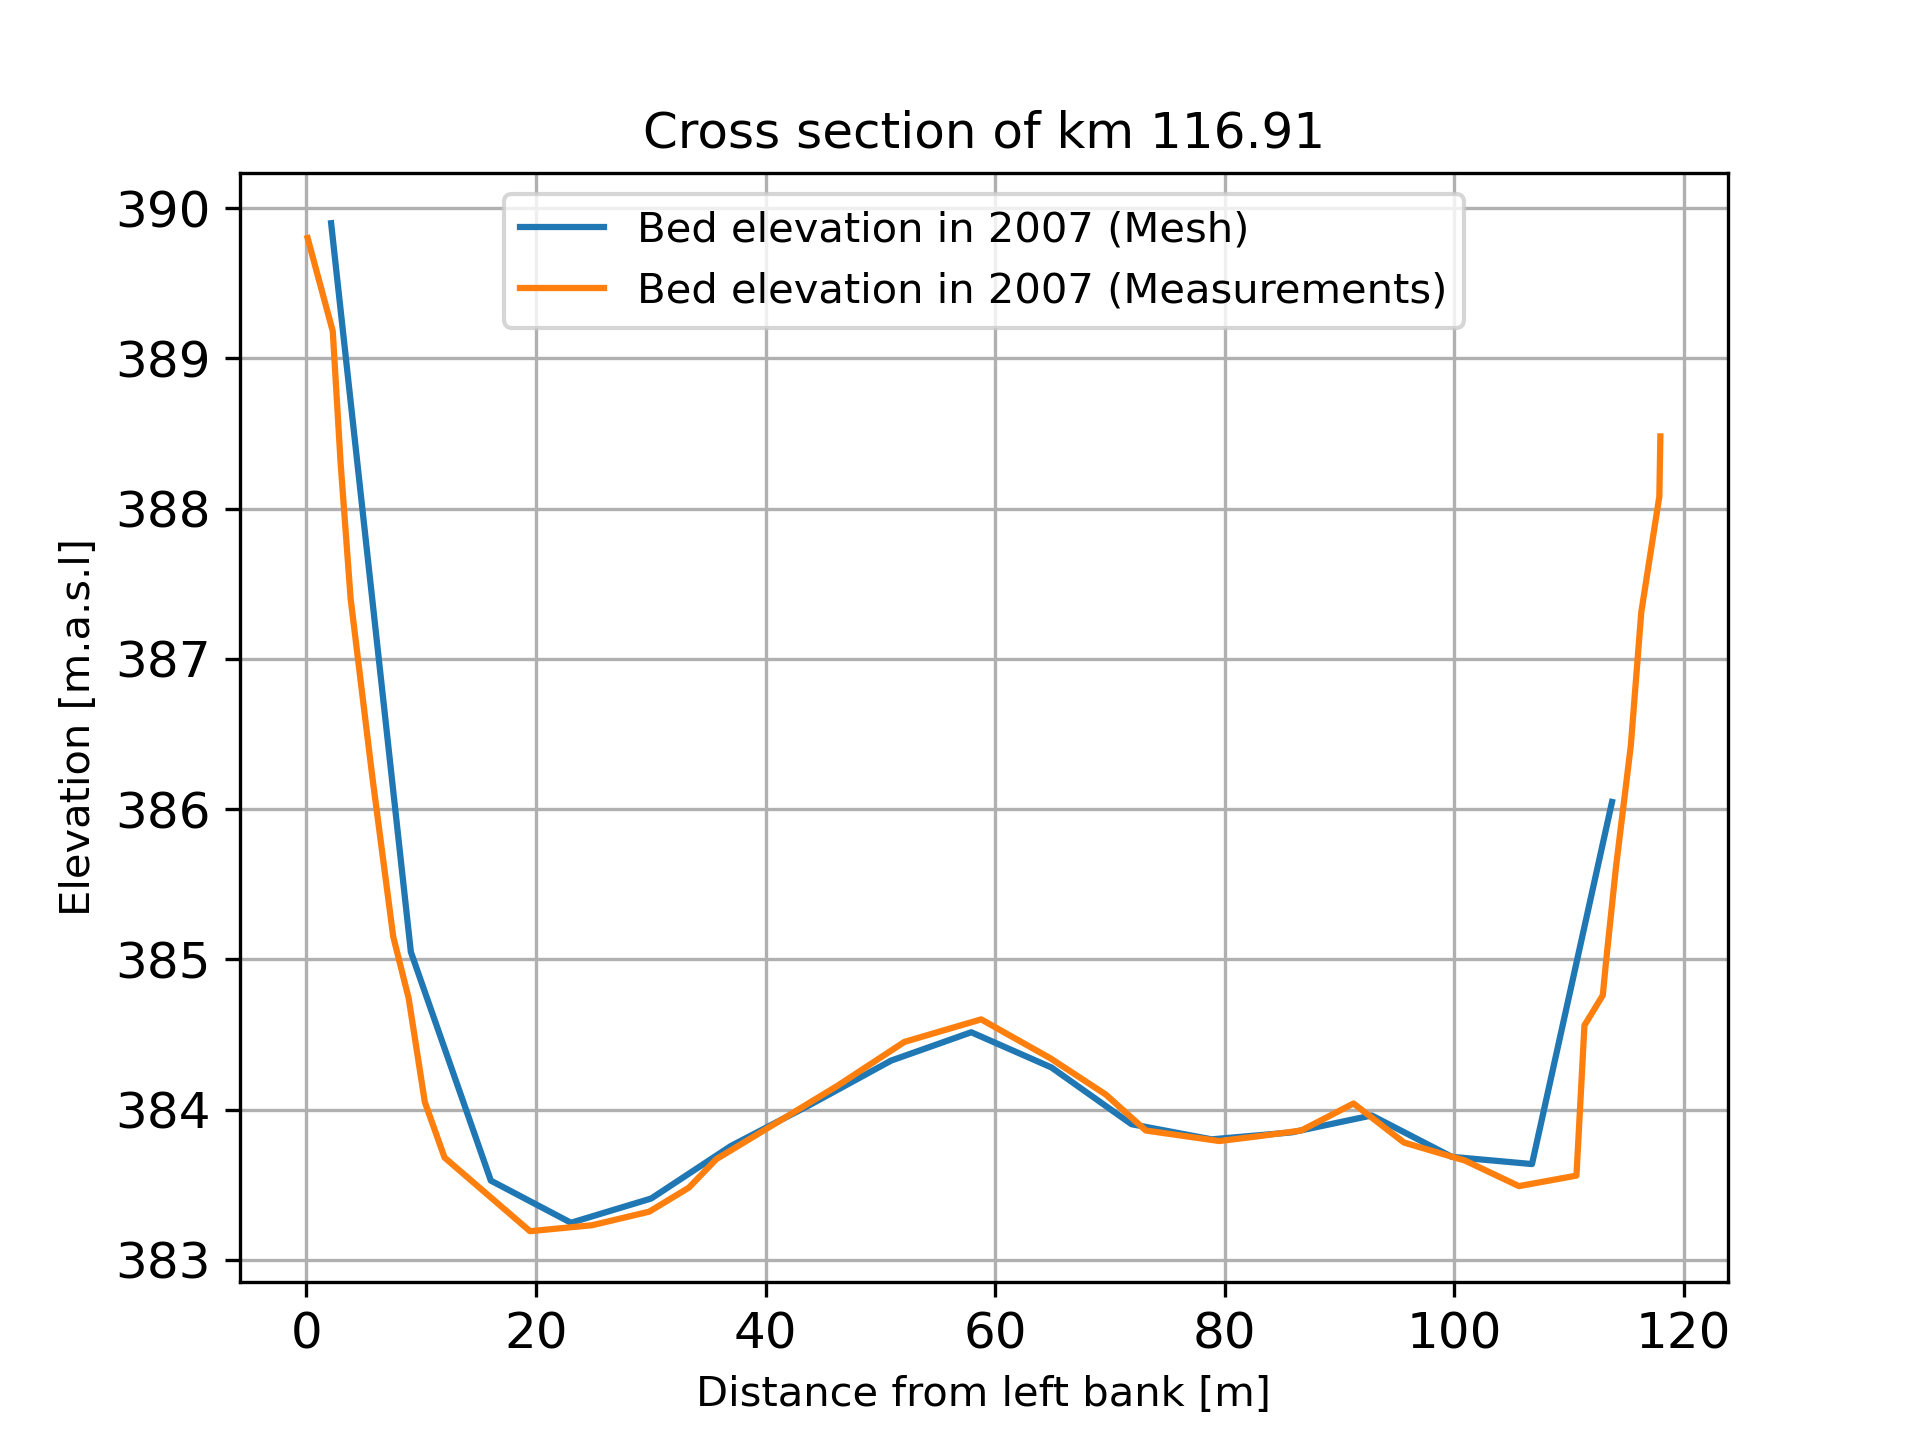 Cross section of km 116.91
Bed elevation in 2007 (Mesh)
Bed elevation in 2007 (Measurements)
390
389
388
387
386
385
384
383
Elevation [m.a.s.l]
0 20 40 60 80 100 120
Distance from left bank [m]